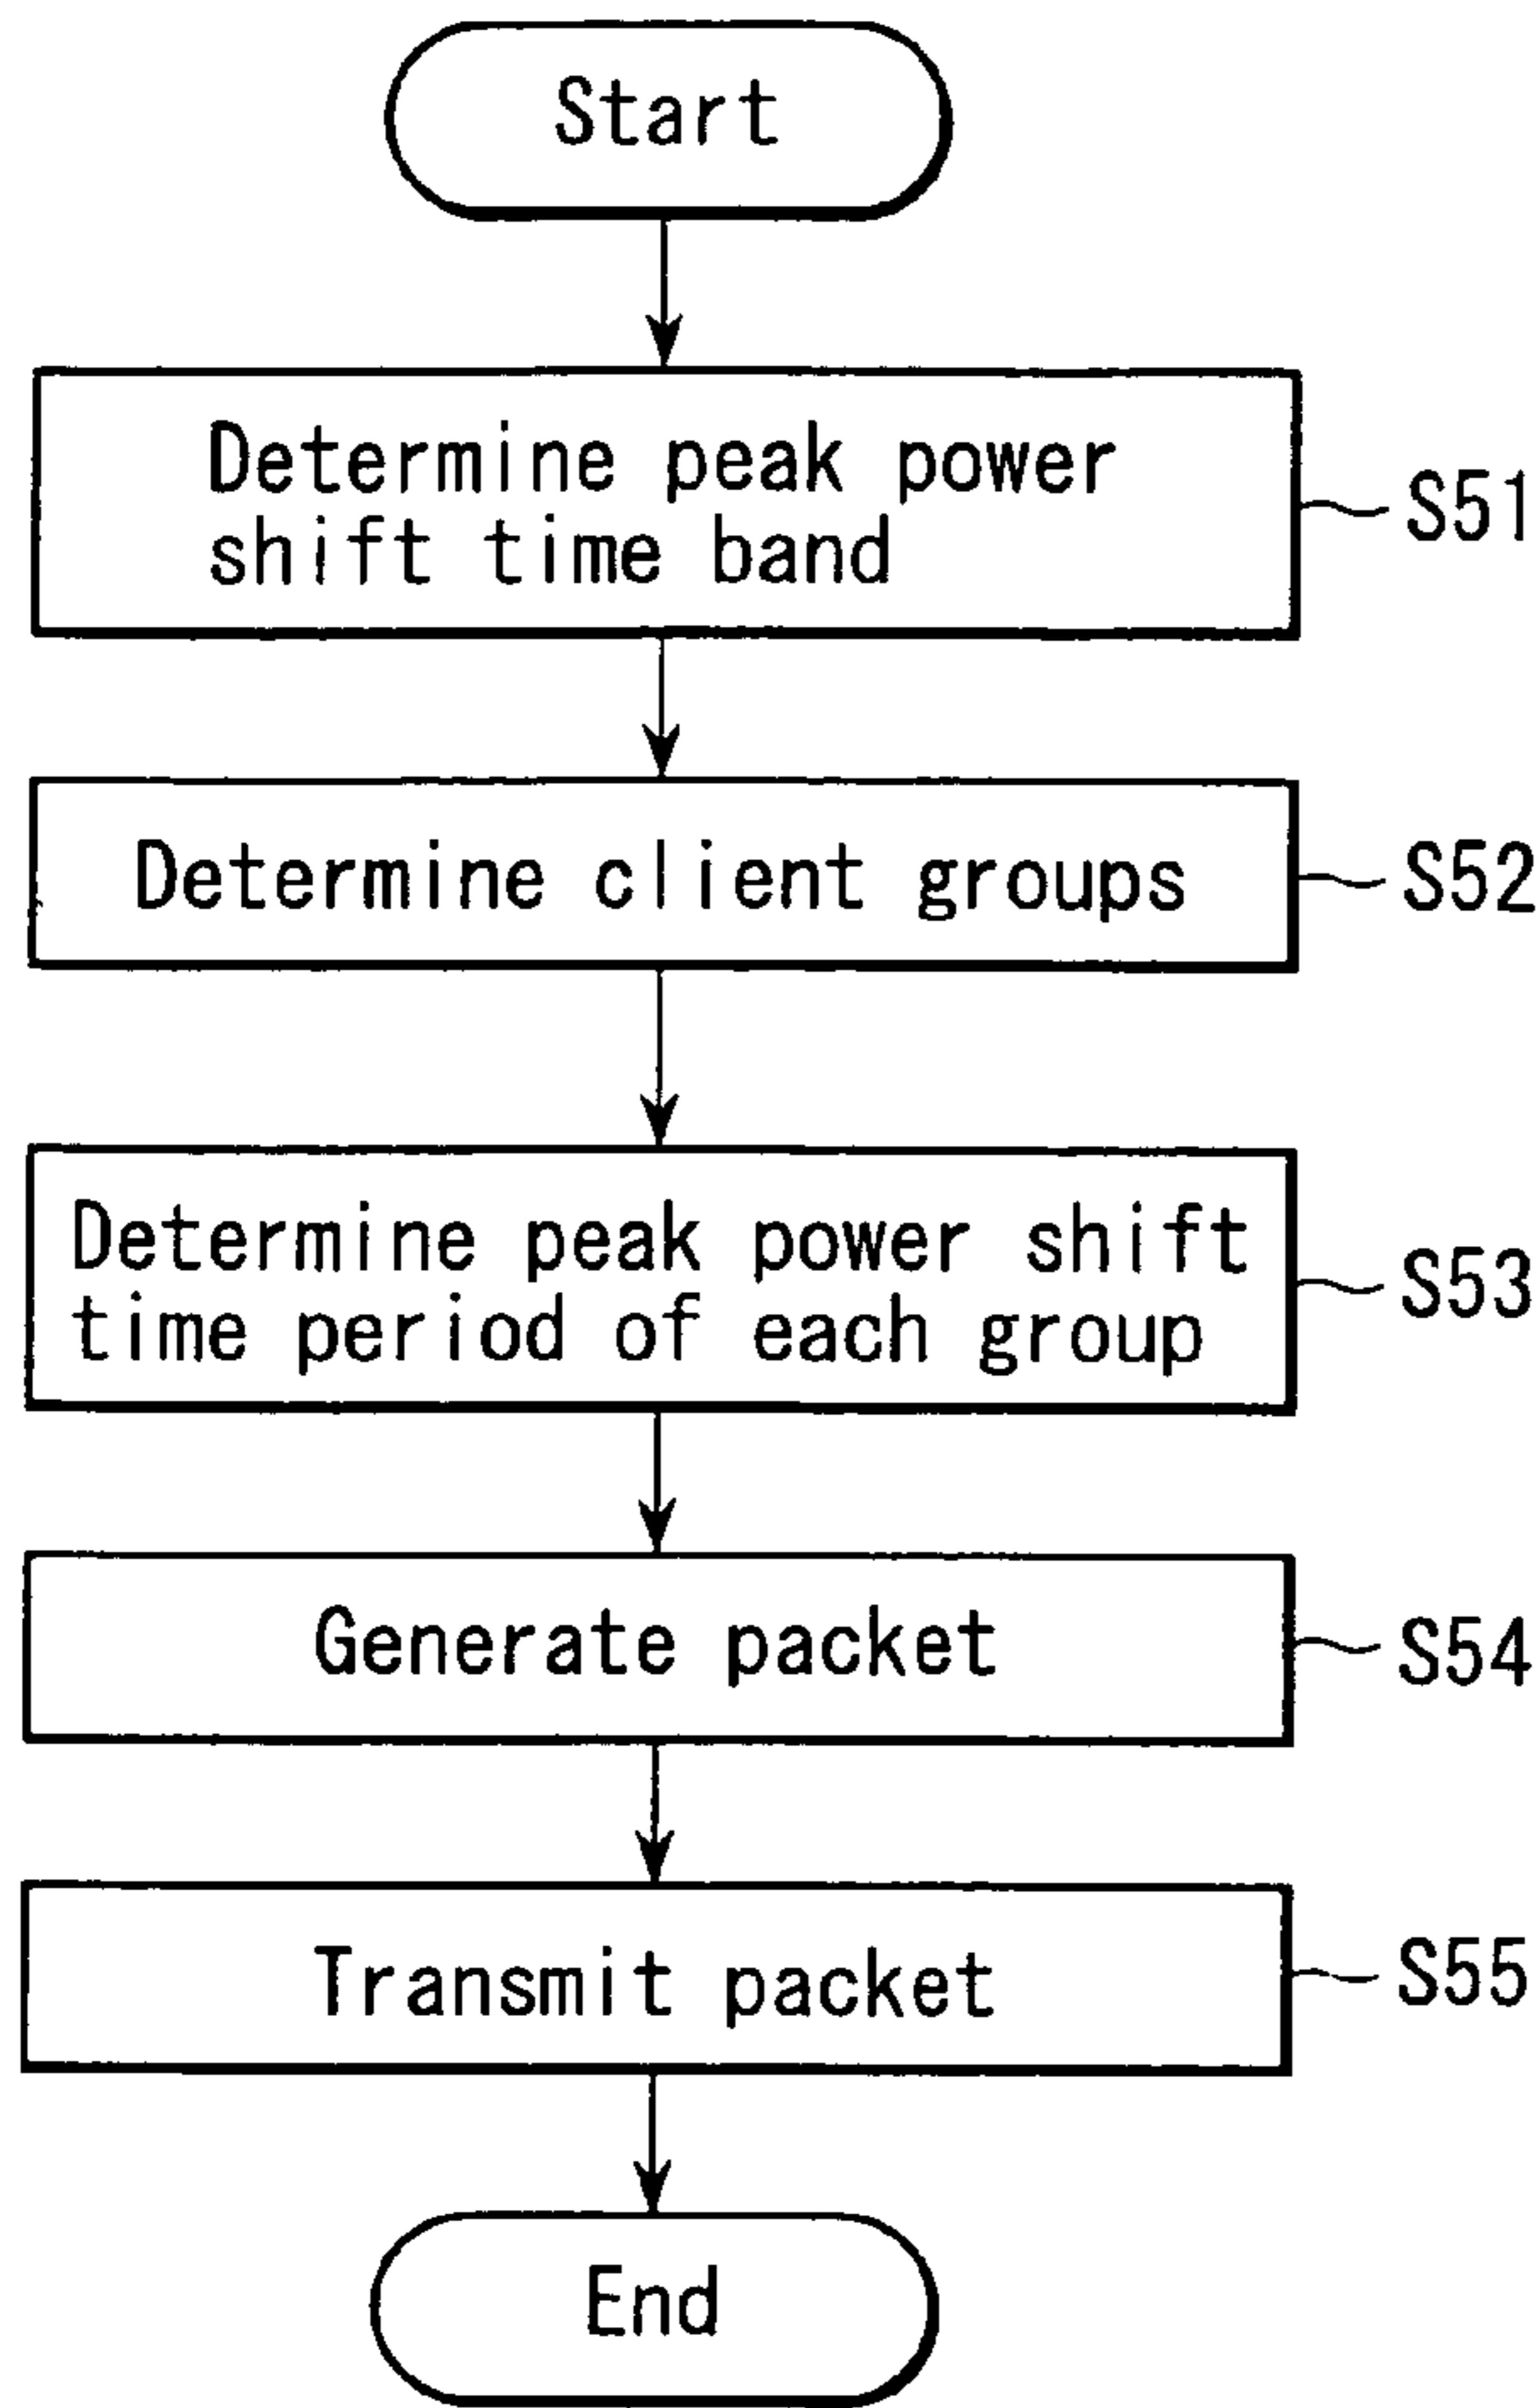 Start
Determine peak power
shift time band
S51
Determine client groups
S52
Determine peak power shift
time period of each group
S53
Generate packet
S54
Transmit packet
S55
End